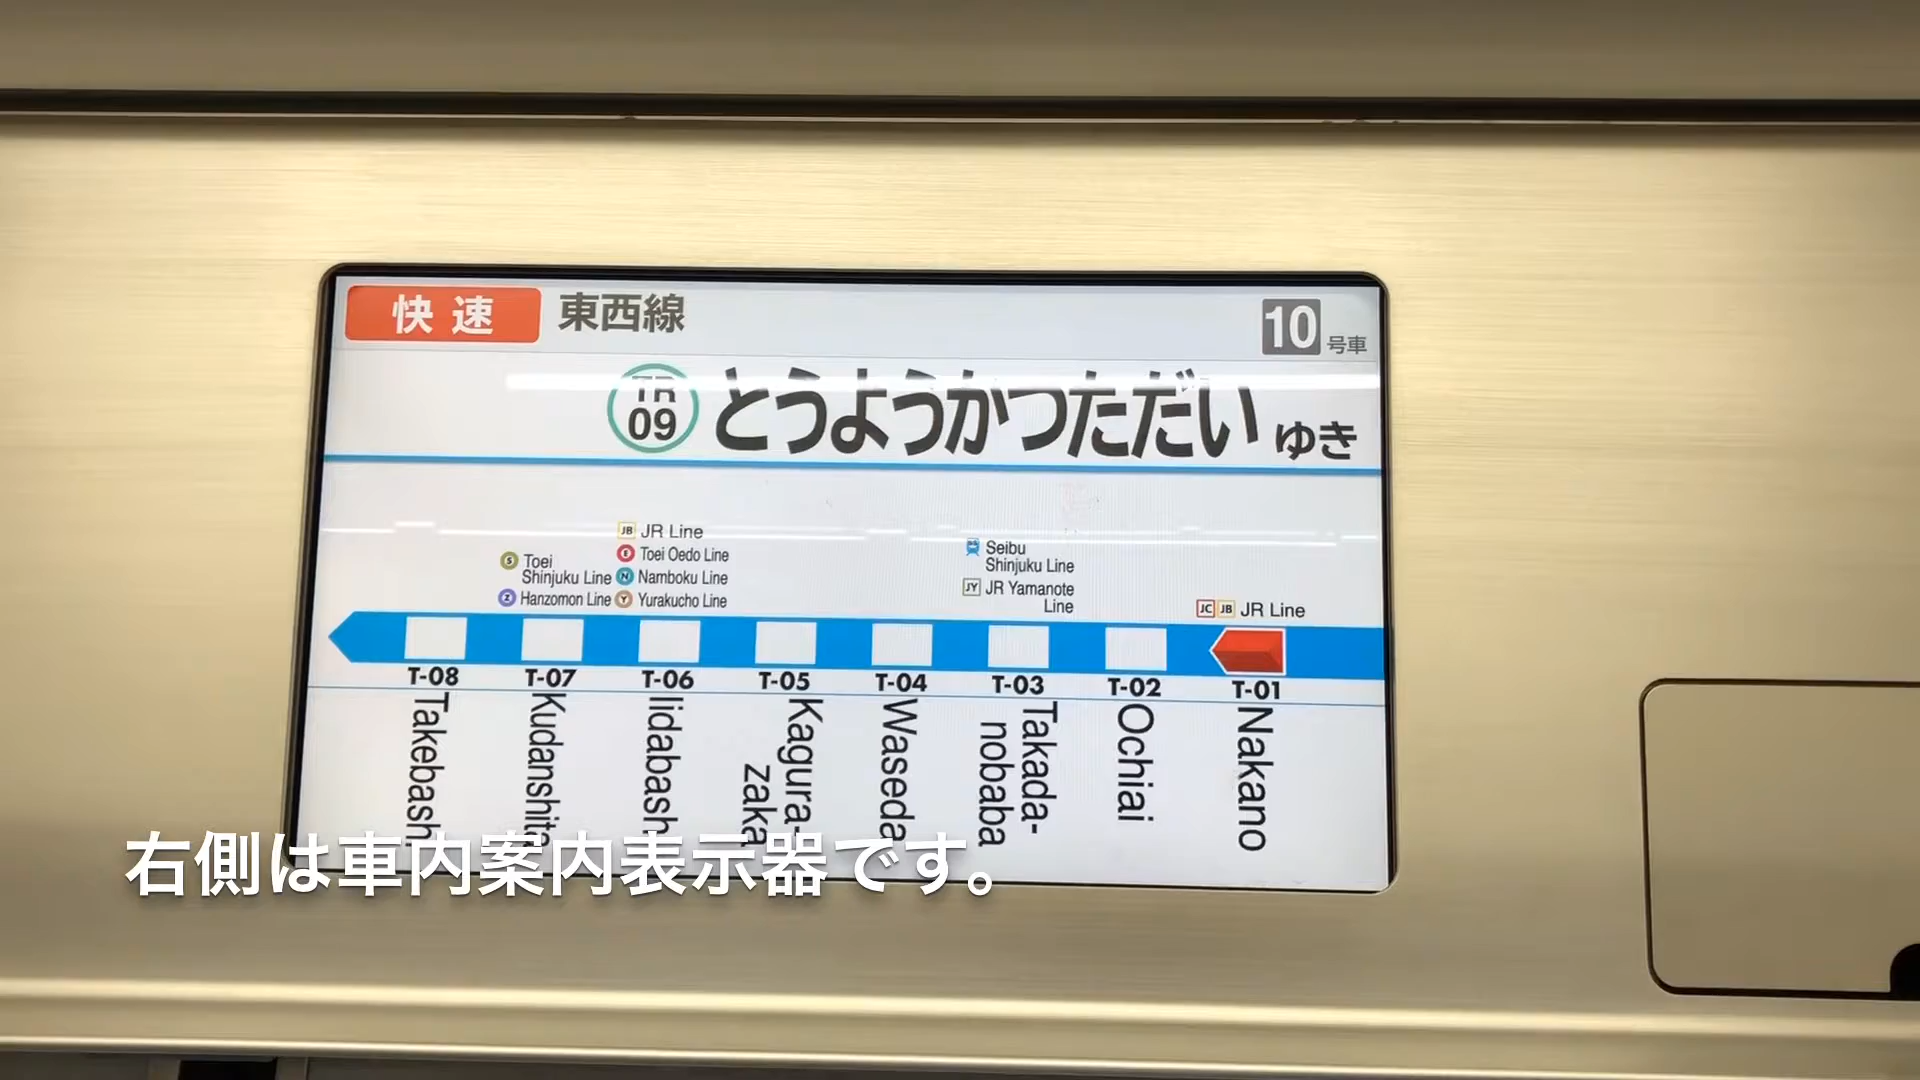 快速 東西線
10号車
TR
09
とうようかつただい ゆき
JB JR Line
E Toei Oedo Line
N Namboku Line
Y Yurakucho Line
S Toei
Shinjuku Line
Z Hanzomon Line
Seibu
Shinjuku Line
JY JR Yamanote
Line
JC JB JR Line
T-08 T-07 T-06 T-05 T-04 T-03 T-02 T-01
Takebashi
Kudanshita
Iidabashi
Kagura-
zaka
Waseda
Takada-
nobaba
Ochiai
Nakano
右側は車内案内表示器です。